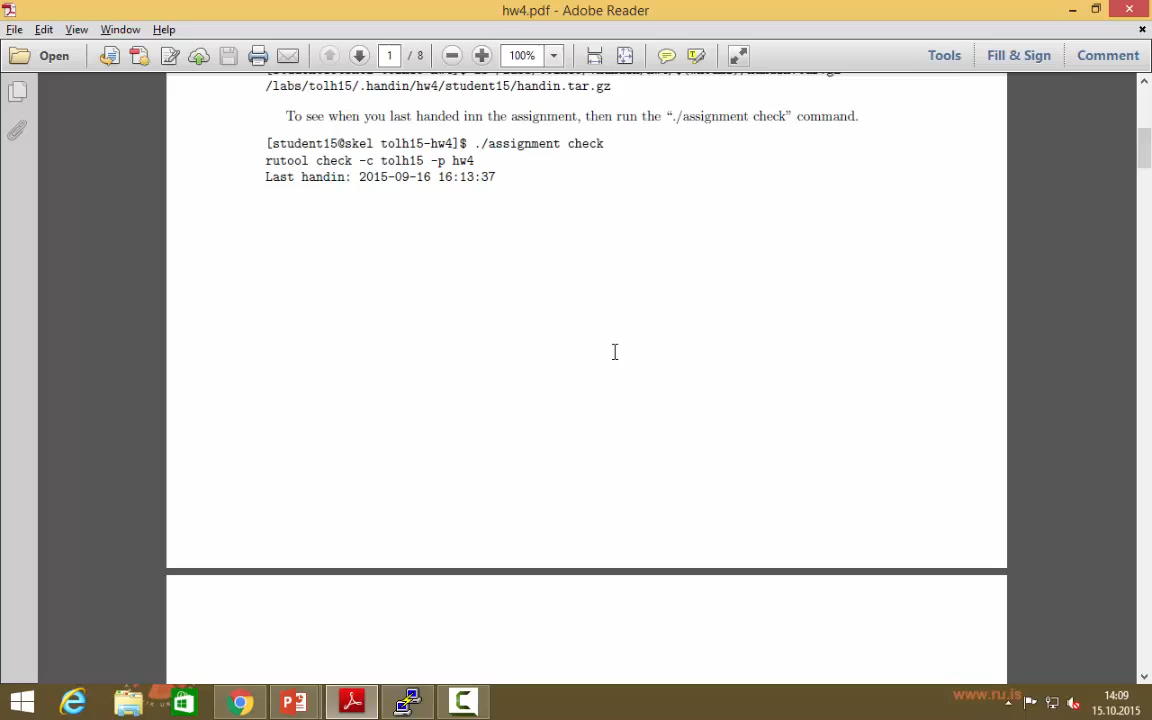 hw4.pdf - Adobe Reader
File Edit View Window Help
Open 1 / 8 100% Tools Fill & Sign Comment
/labs/tolh15/.handin/hw4/student15/handin.tar.gz
To see when you last handed inn the assignment, then run the “./assignment check” command.
[student15@skel tolh15-hw4]$ ./assignment check
rutool check -c tolh15 -p hw4
Last handin: 2015-09-16 16:13:37
www.ru.is
14:09
15.10.2015